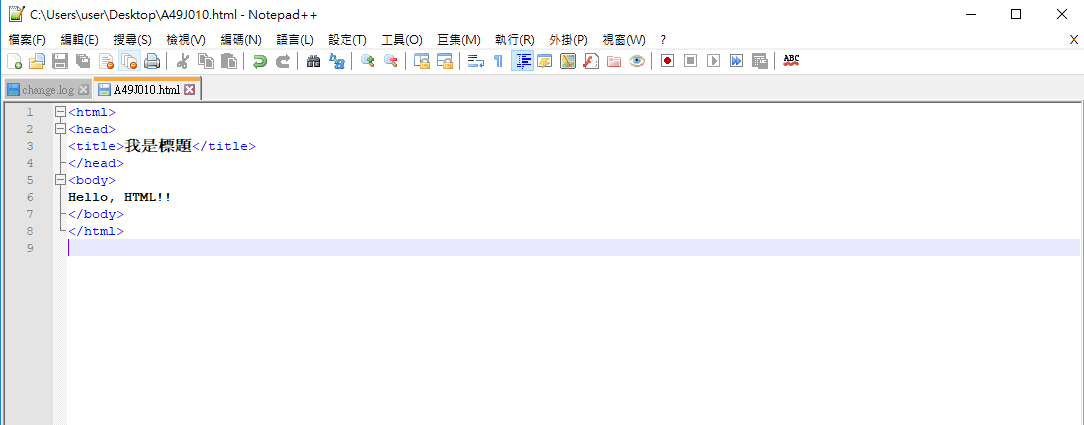 C:\Users\user\Desktop\A49J010.html - Notepad++
檔案(F) 編輯(E) 搜尋(S) 檢視(V) 編碼(N) 語言(L) 設定(T) 工具(O) 巨集(M) 執行(R) 外掛(P) 視窗(W) ? X
ABC
change.log A49J010.html
1 <html>
2 <head>
3 <title>我是標題</title>
4 </head>
5 <body>
6 Hello, HTML!!
7 </body>
8 </html>
9